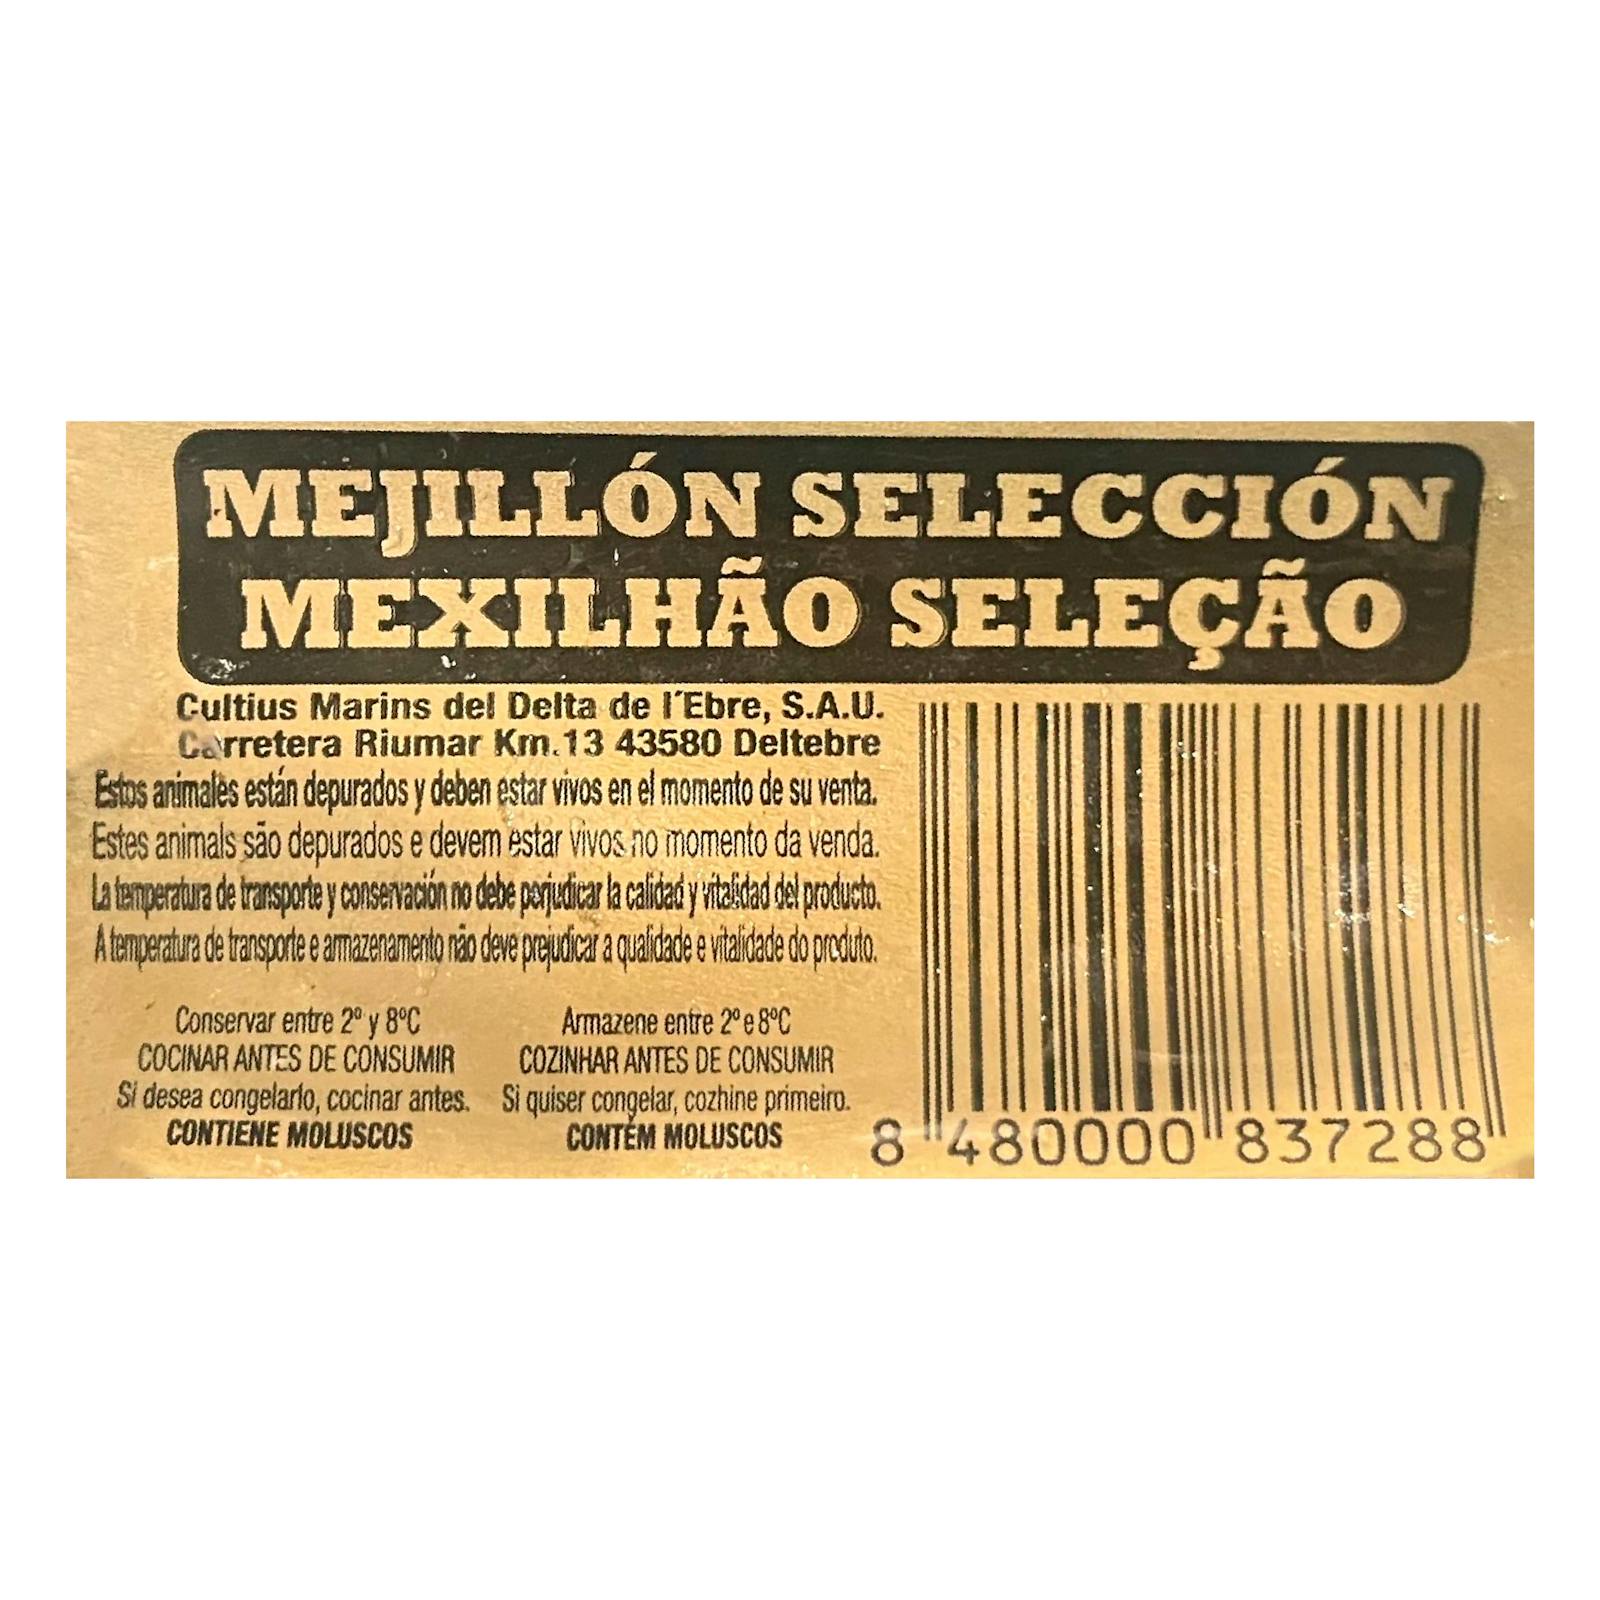 MEJILLÓN SELECCIÓN
MEXILHÃO SELEÇÃO
Cultius Marins del Delta de l´Ebre, S.A.U.
Carretera Riumar Km.13 43580 Deltebre
Estos animales están depurados y deben estar vivos en el momento de su venta.
Estes animals são depurados e devem estar vivos no momento da venda.
La temperatura de transporte y conservación no debe perjudicar la calidad y vitalidad del producto.
A temperatura de transporte e armazenamento não deve prejudicar a qualidade e vitalidade do produto.
Conservar entre 2º y 8ºC
COCINAR ANTES DE CONSUMIR
Si desea congelarlo, cocinar antes.
CONTIENE MOLUSCOS
Armazene entre 2º e 8ºC
COZINHAR ANTES DE CONSUMIR
Si quiser congelar, cozhine primeiro.
CONTÉM MOLUSCOS
8 480000 837288